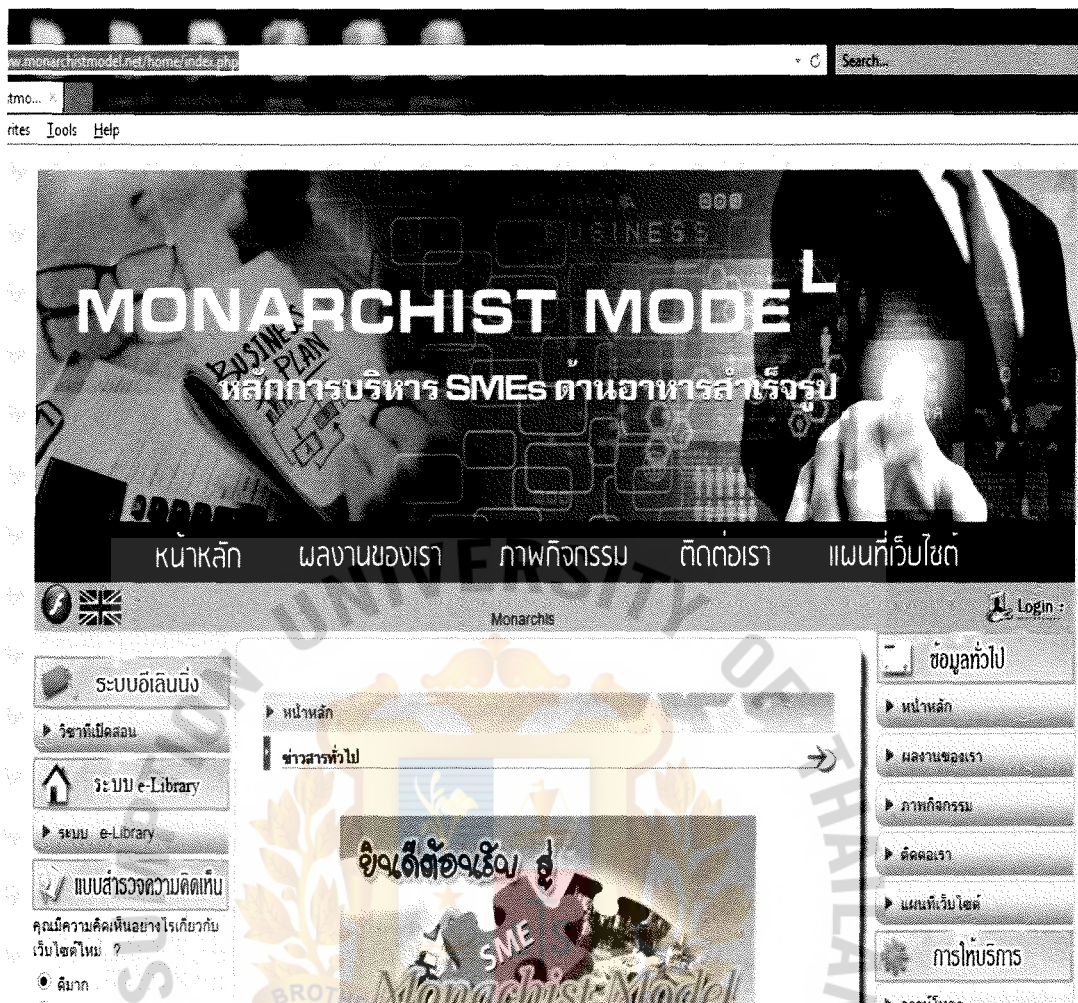 w.monarchistmodel.net/home/index.php
Search...
tmo...
rites Tools Help
BUSINESS
BUSINESS PLAN
MONARCHIST MODEL
หลักการบริหาร SMEs ด้านอาหารสำเร็จรูป
หน้าหลัก ผลงานของเรา ภาพกิจกรรม ติดต่อเรา แผนที่เว็บไซต์
Monarchis
Login :
ระบบอีเลินนิ่ง
วิชาที่เปิดสอน
ระบบ e-Library
ระบบ e-Library
แบบสำรวจความคิดเห็น
คุณมีความคิดเห็นอย่างไรเกี่ยวกับ
เว็บไซต์ใหม่ ?
ดีมาก
หน้าหลัก
ข่าวสารทั่วไป
ยินดีต้อนรับ สู่
SME
Monachist Model
ข้อมูลทั่วไป
หน้าหลัก
ผลงานของเรา
ภาพกิจกรรม
ติดต่อเรา
แผนที่เว็บไซต์
การให้บริการ
SUMPTION UNIVERSITY OF THAILA
BROTH